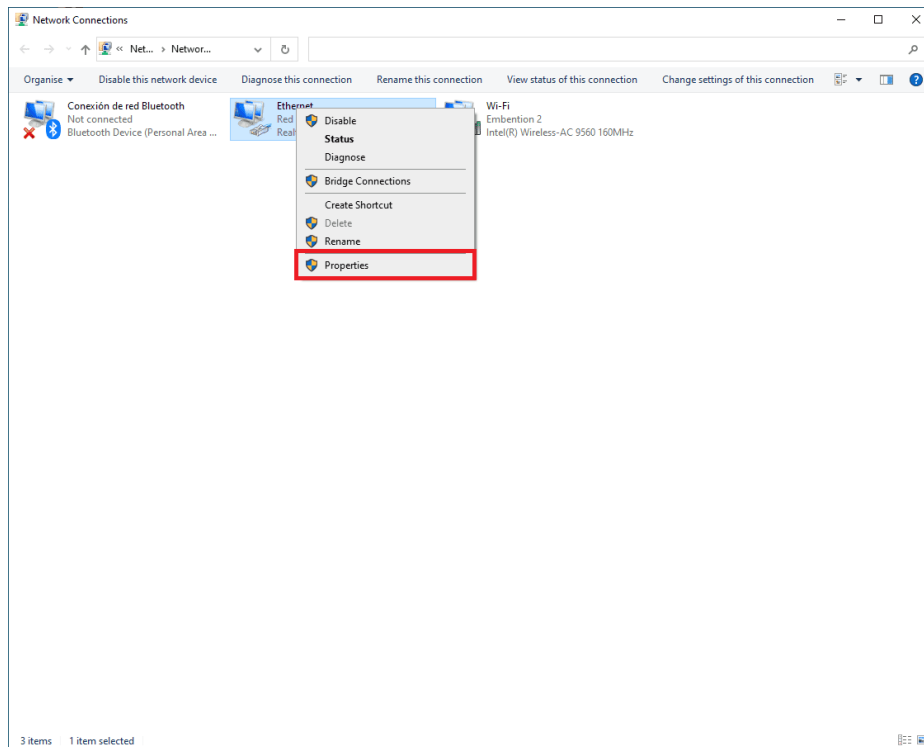 Network Connections
« Net... › Networ...
Organise Disable this network device Diagnose this connection Rename this connection View status of this connection Change settings of this connection
Conexión de red Bluetooth
Not connected
Bluetooth Device (Personal Area ...
Ethernet
Red
Wi-Fi
Embention 2
Intel(R) Wireless-AC 9560 160MHz
Disable
Status
Diagnose
Bridge Connections
Create Shortcut
Delete
Rename
Properties
3 items 1 item selected